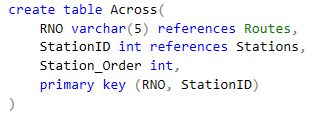 create table Across(
RNO varchar(5) references Routes,
StationID int references Stations,
Station_Order int,
primary key (RNO, StationID)
)